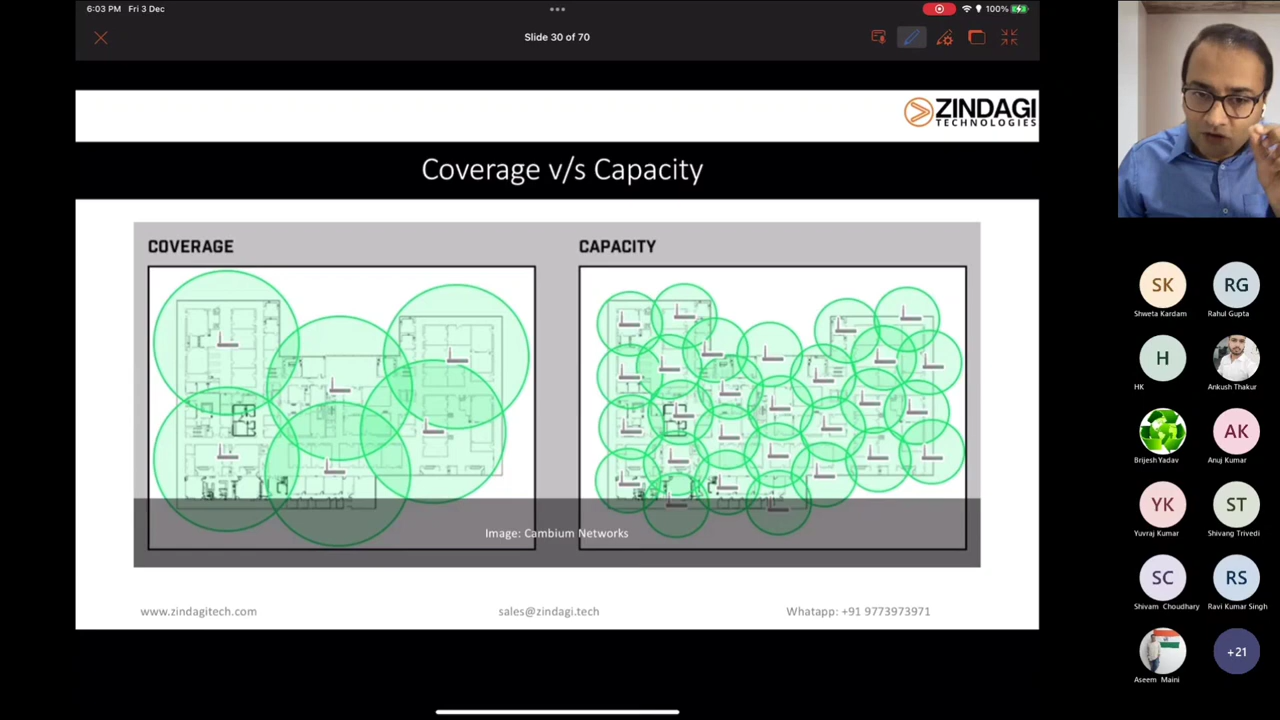 6:03 PM Fri 3 Dec
100%
Slide 30 of 70
ZINDAGI
TECHNOLOGIES
Coverage v/s Capacity
COVERAGE
CAPACITY
Image: Cambium Networks
www.zindagitech.com
sales@zindagi.tech
Whatapp: +91 9773973971
SK
RG
Shweta Kardam
Rahul Gupta
H
HK
Ankush Thakur
AK
Brijesh Yadav
Anuj Kumar
YK
ST
Yuvraj Kumar
Shivang Trivedi
SC
RS
Shivam Choudhary
Ravi Kumar Singh
+21
Aseem Maini